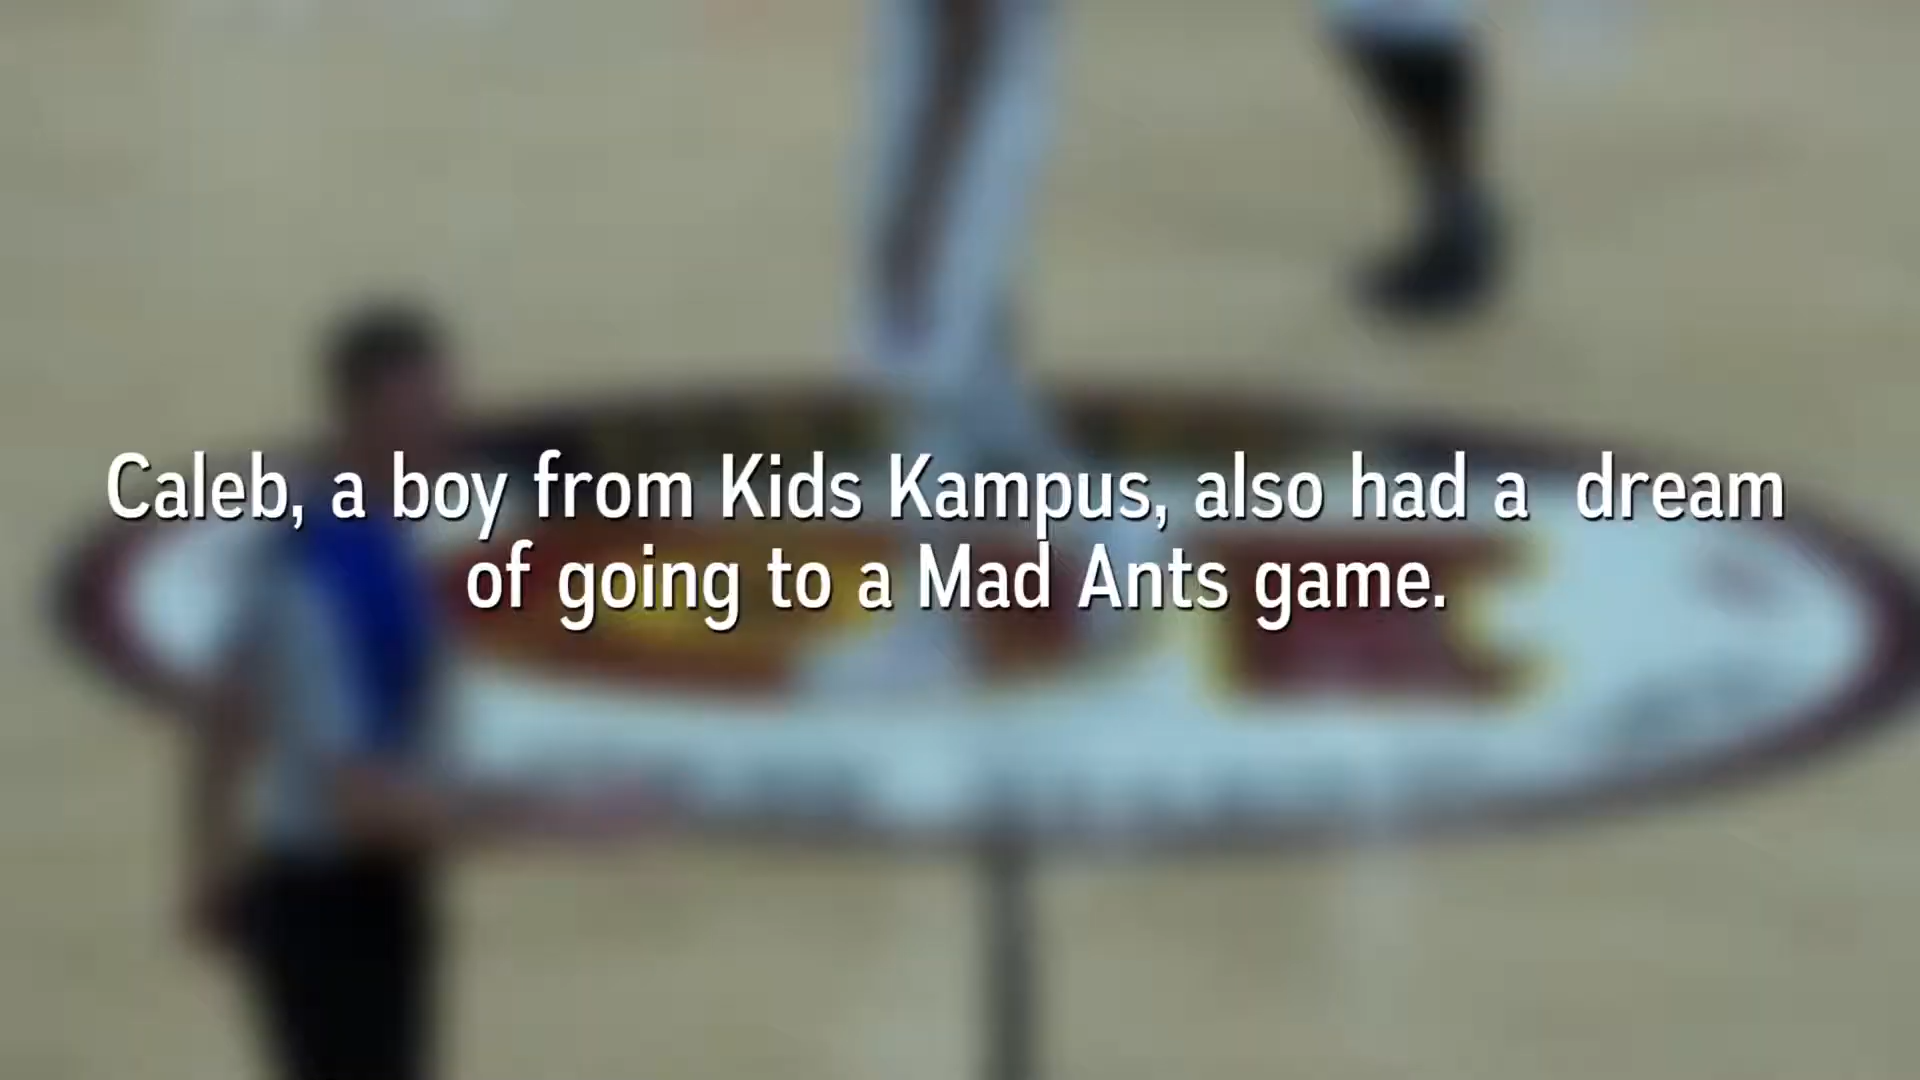 Caleb, a boy from Kids Kampus, also had a  dream
of going to a Mad Ants game.